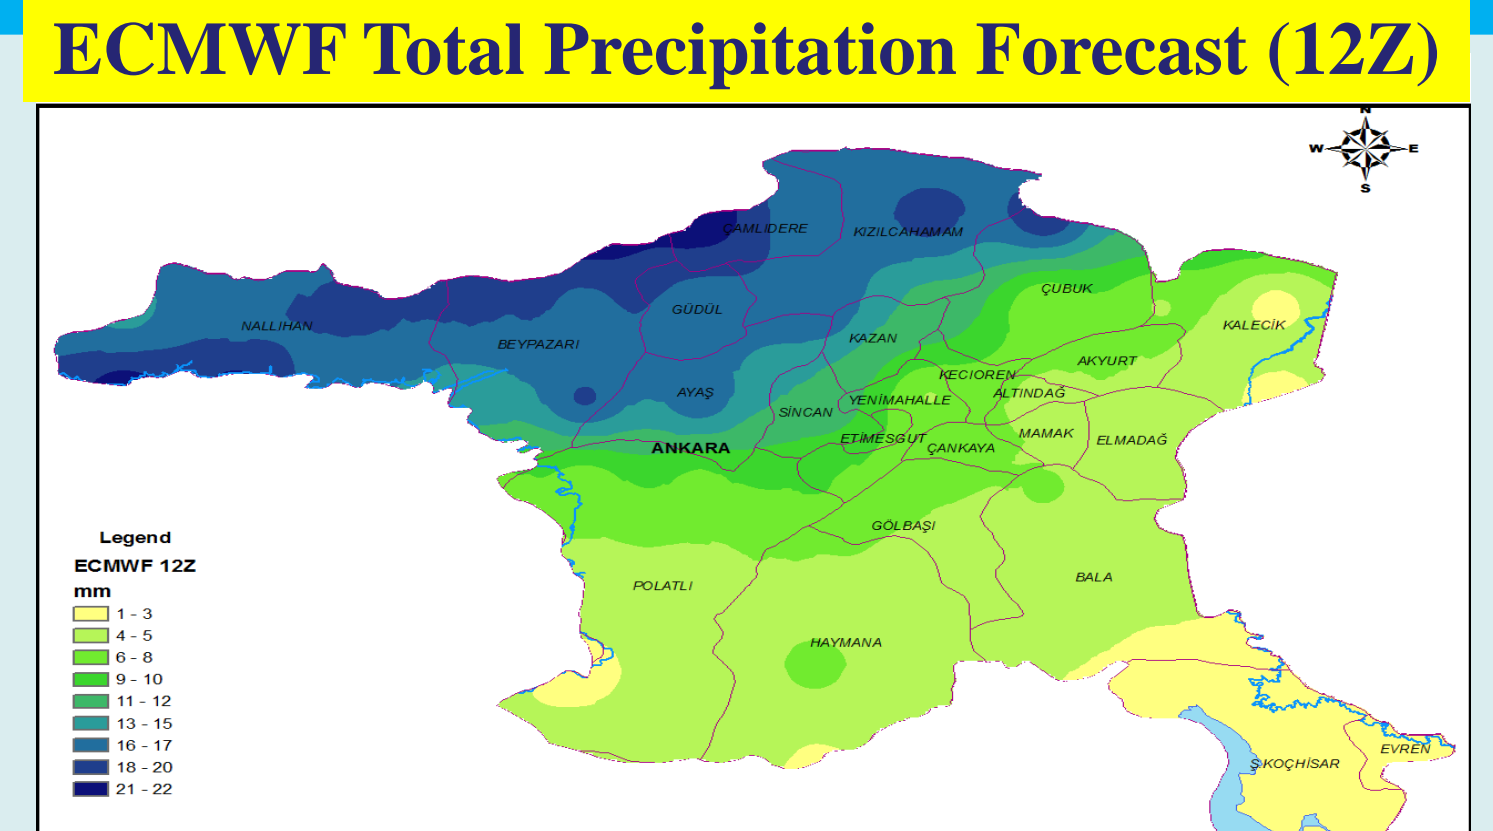 ECMWF Total Precipitation Forecast (12Z)
N
W E
S
ÇAMLIDERE
KIZILCAHAMAM
ÇUBUK
GÜDÜL
NALLIHAN
KALECİK
BEYPAZARI
KAZAN
AKYURT
KECIOREN
AYAŞ
ALTINDAĞ
YENİMAHALLE
SİNCAN
MAMAK
ETİMESGUT
ELMADAĞ
ANKARA
ÇANKAYA
GÖLBAŞI
Legend
ECMWF 12Z
mm
1 - 3
4 - 5
6 - 8
9 - 10
11 - 12
13 - 15
16 - 17
18 - 20
21 - 22
POLATLI
BALA
HAYMANA
EVREN
Ş.KOÇHİSAR